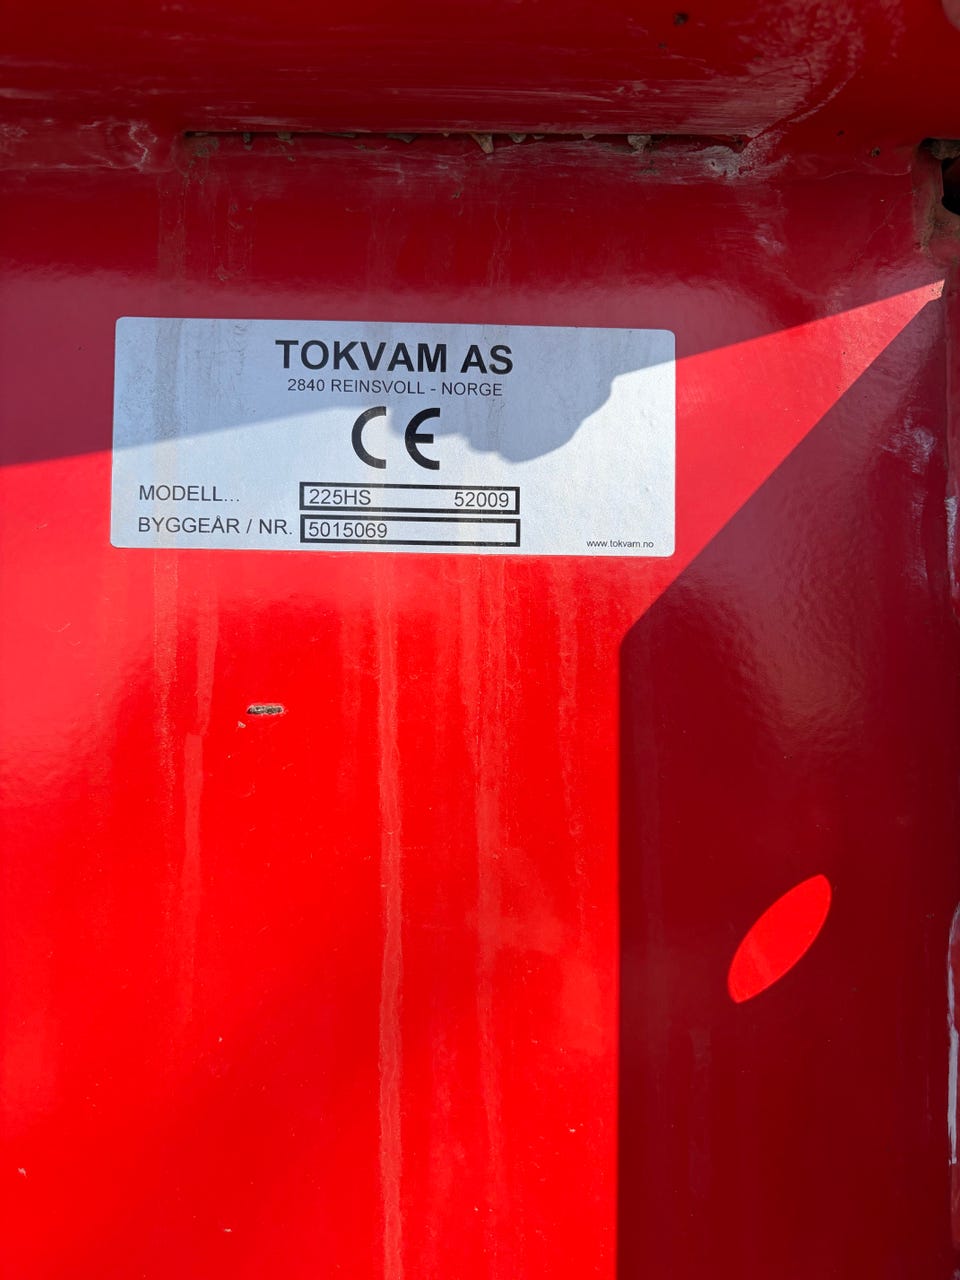 TOKVAM AS
2840 REINSVOLL - NORGE
CE
MODELL... 225HS 52009
BYGGEÅR / NR. 5015069
www.tokvam.no